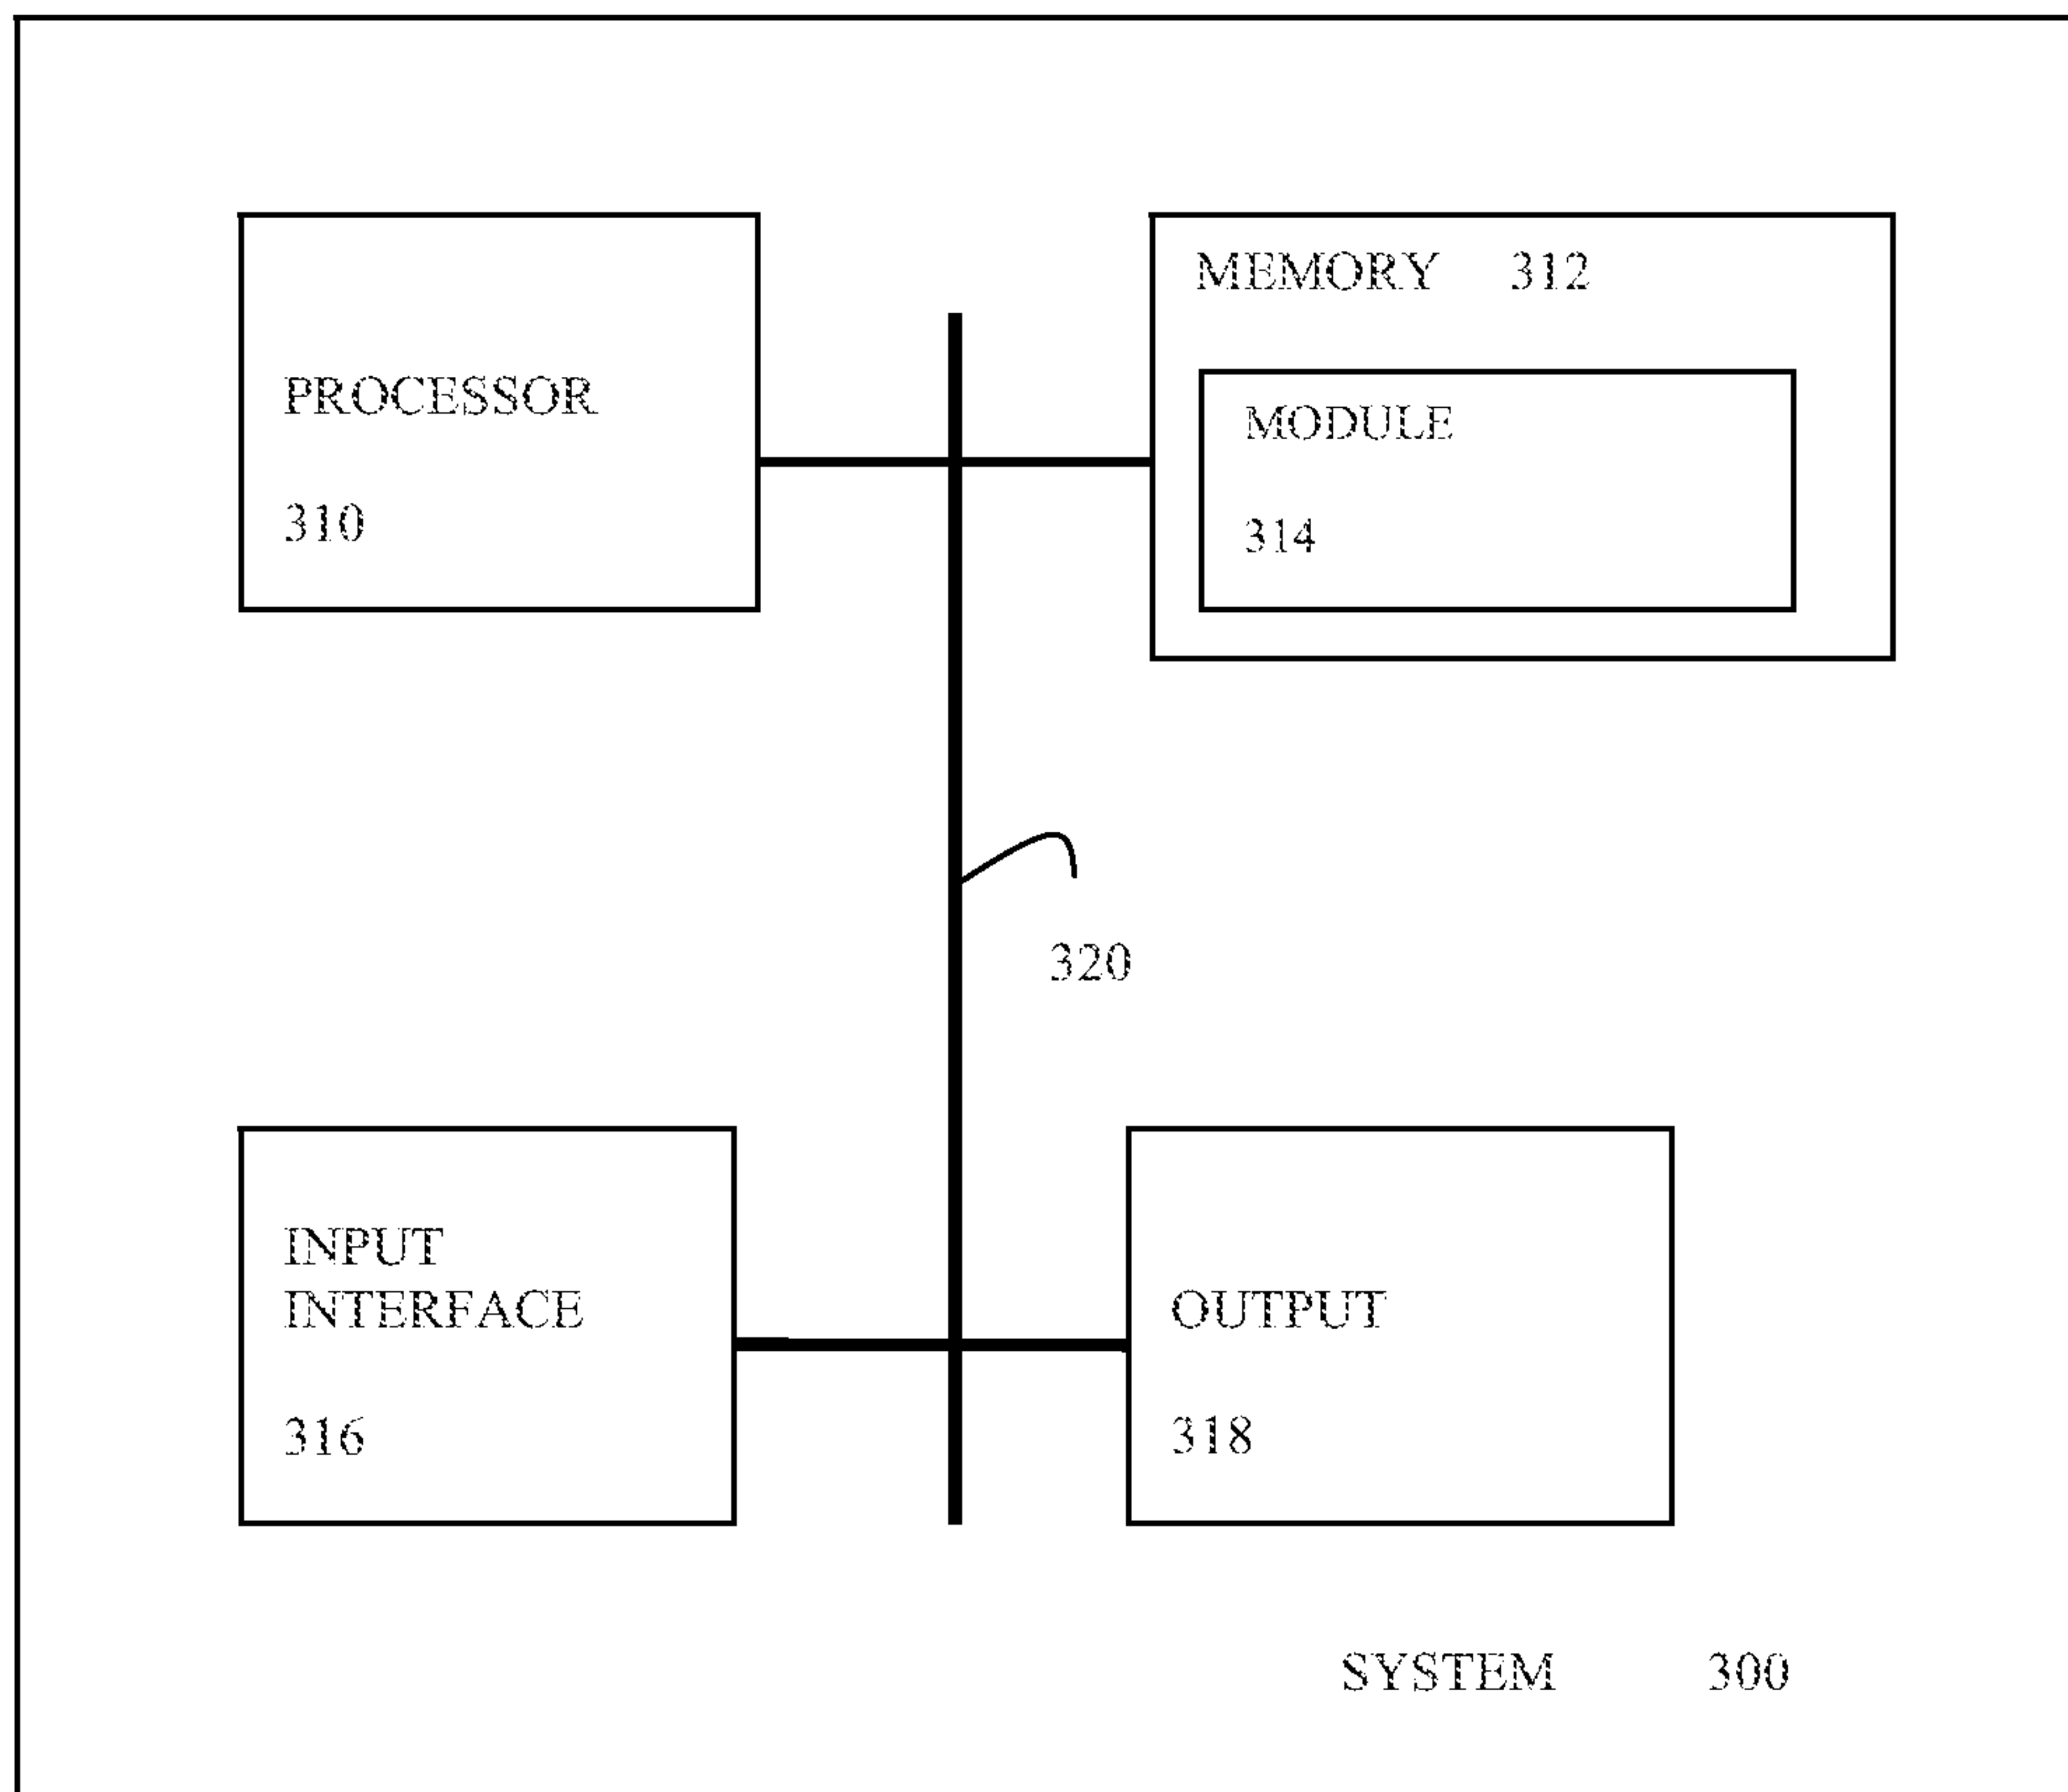 PROCESSOR
310
MEMORY 312
MODULE
314
320
INPUT
INTERFACE
316
OUTPUT
318
SYSTEM 300